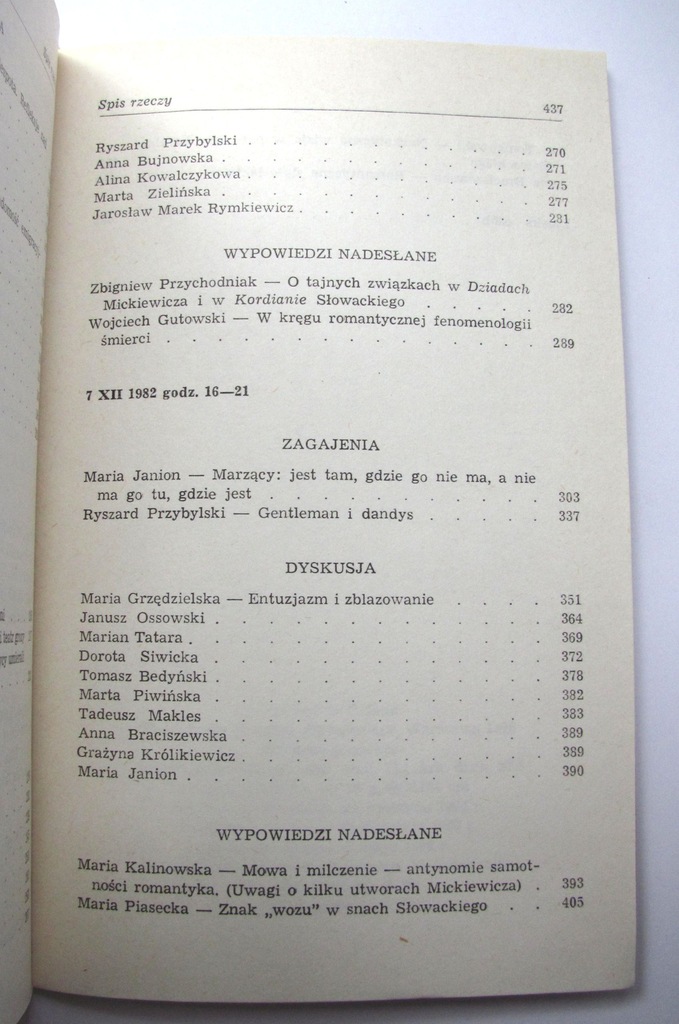 Spis rzeczy 437
Ryszard Przybylski . . . . . . . . . . . . 270
Anna Bujnowska . . . . . . . . . . . . . 271
Alina Kowalczykowa . . . . . . . . . . . . 275
Marta Zielińska . . . . . . . . . . . . . 277
Jarosław Marek Rymkiewicz . . . . . . . . . . 281
WYPOWIEDZI NADESŁANE
Zbigniew Przychodniak — O tajnych związkach w Dziadach
Mickiewicza i w Kordianie Słowackiego . . . . . 282
Wojciech Gutowski — W kręgu romantycznej fenomenologii
śmierci . . . . . . . . . . . . . . . 289
7 XII 1982 godz. 16—21
ZAGAJENIA
Maria Janion — Marzący: jest tam, gdzie go nie ma, a nie
ma go tu, gdzie jest . . . . . . . . . . . 303
Ryszard Przybylski — Gentleman i dandys . . . . . 337
DYSKUSJA
Maria Grzędzielska — Entuzjazm i zblazowanie . . . . 351
Janusz Ossowski . . . . . . . . . . . . . 364
Marian Tatara . . . . . . . . . . . . . . 369
Dorota Siwicka . . . . . . . . . . . . . 372
Tomasz Bedyński . . . . . . . . . . . . . 378
Marta Piwińska . . . . . . . . . . . . . 382
Tadeusz Makles . . . . . . . . . . . . . 383
Anna Braciszewska . . . . . . . . . . . . 389
Grażyna Królikiewicz . . . . . . . . . . . . 389
Maria Janion . . . . . . . . . . . . . . 390
WYPOWIEDZI NADESŁANE
Maria Kalinowska — Mowa i milczenie — antynomie samot-
ności romantyka. (Uwagi o kilku utworach Mickiewicza) . 393
Maria Piasecka — Znak „wozu” w snach Słowackiego . . 405